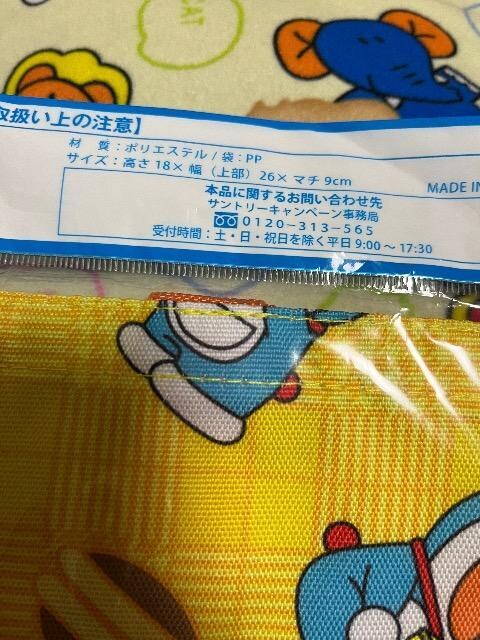 CAT
取扱い上の注意】
材　質：ポリエステル / 袋：PP
サイズ：高さ 18× 幅（上部）26× マチ 9cm
MADE IN
本品に関するお問い合わせ先
サントリーキャンペーン事務局
0120-313-565
受付時間：土・日・祝日を除く平日 9:00～17:30